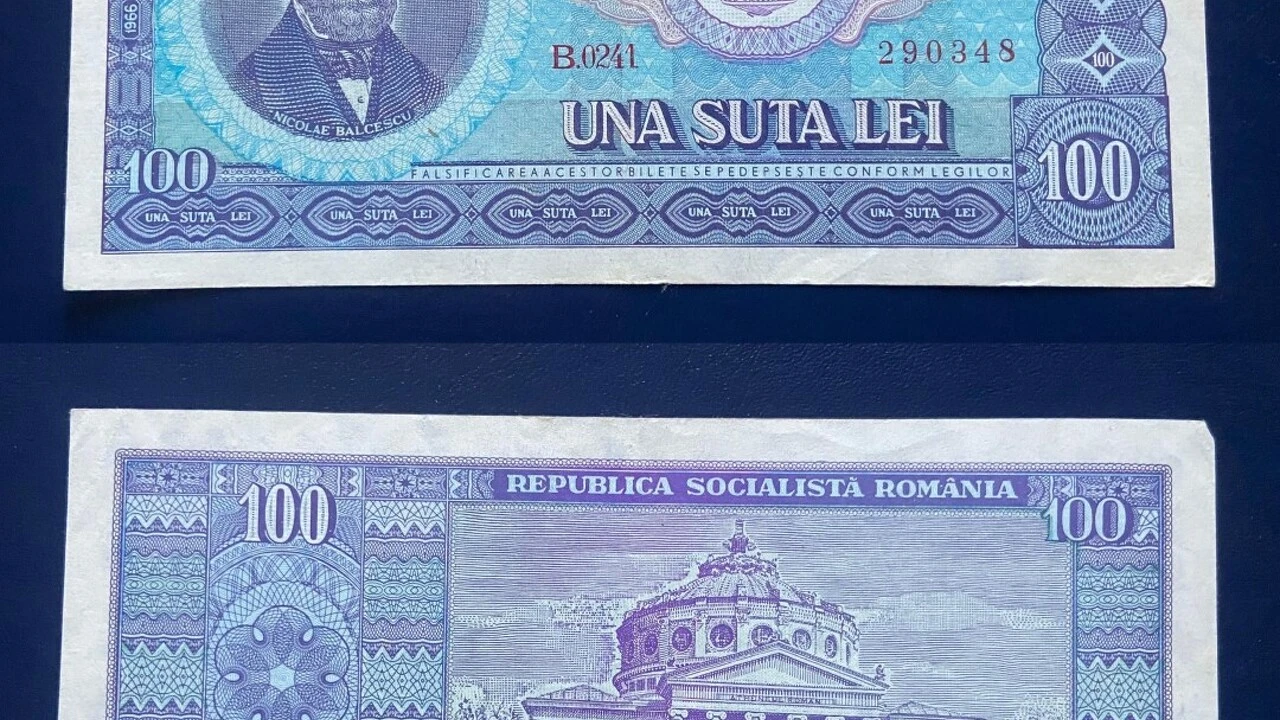 1966
B.0241 290348
100
NICOLAE BALCESCU
UNA SUTA LEI
100 100
FALSIFICAREA ACESTOR BILETE SE PEDEPSEȘTE CONFORM LEGILOR
UNA SUTA LEI UNA SUTA LEI UNA SUTA LEI UNA SUTA LEI UNA SUTA LEI
REPUBLICA SOCIALISTĂ ROMÂNIA
100 100